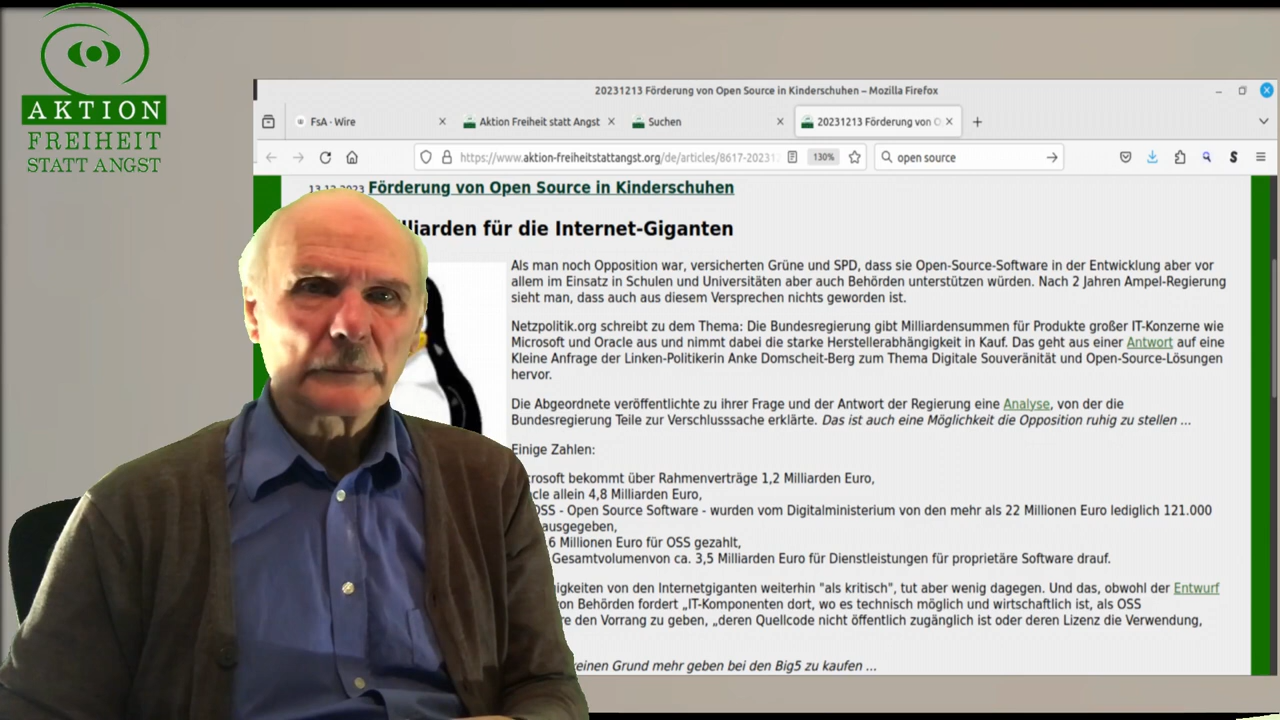 AKTION
FREIHEIT
STATT ANGST
20231213 Förderung von Open Source in Kinderschuhen – Mozilla Firefox
FsA · Wire
Aktion Freiheit statt Angst
Suchen
20231213 Förderung von O
https://www.aktion-freiheitstattangst.org/de/articles/8617-20231
130%
open source
13.12.2023 Förderung von Open Source in Kinderschuhen
für die Internet-Giganten
Als man noch Opposition war, versicherten Grüne und SPD, dass sie Open-Source-Software in der Entwicklung aber vor
allem im Einsatz in Schulen und Universitäten aber auch Behörden unterstützen würden. Nach 2 Jahren Ampel-Regierung
sieht man, dass auch aus diesem Versprechen nichts geworden ist.
Netzpolitik.org schreibt zu dem Thema: Die Bundesregierung gibt Milliardensummen für Produkte großer IT-Konzerne wie
Microsoft und Oracle aus und nimmt dabei die starke Herstellerabhängigkeit in Kauf. Das geht aus einer Antwort auf eine
Kleine Anfrage der Linken-Politikerin Anke Domscheit-Berg zum Thema Digitale Souveränität und Open-Source-Lösungen
hervor.
Die Abgeordnete veröffentlichte zu ihrer Frage und der Antwort der Regierung eine Analyse, von der die
Bundesregierung Teile zur Verschlusssache erklärte. Das ist auch eine Möglichkeit die Opposition ruhig zu stellen ...
Einige Zahlen:
bekommt über Rahmenverträge 1,2 Milliarden Euro,
allein 4,8 Milliarden Euro,
OSS - Open Source Software - wurden vom Digitalministerium von den mehr als 22 Millionen Euro lediglich 121.000
ausgegeben,
Millionen Euro für OSS gezahlt,
Gesamtvolumenvon ca. 3,5 Milliarden Euro für Dienstleistungen für proprietäre Software drauf.
von den Internetgiganten weiterhin "als kritisch", tut aber wenig dagegen. Und das, obwohl der Entwurf
von Behörden fordert „IT-Komponenten dort, wo es technisch möglich und wirtschaftlich ist, als OSS
den Vorrang zu geben, „deren Quellcode nicht öffentlich zugänglich ist oder deren Lizenz die Verwendung,
keinen Grund mehr geben bei den Big5 zu kaufen ...